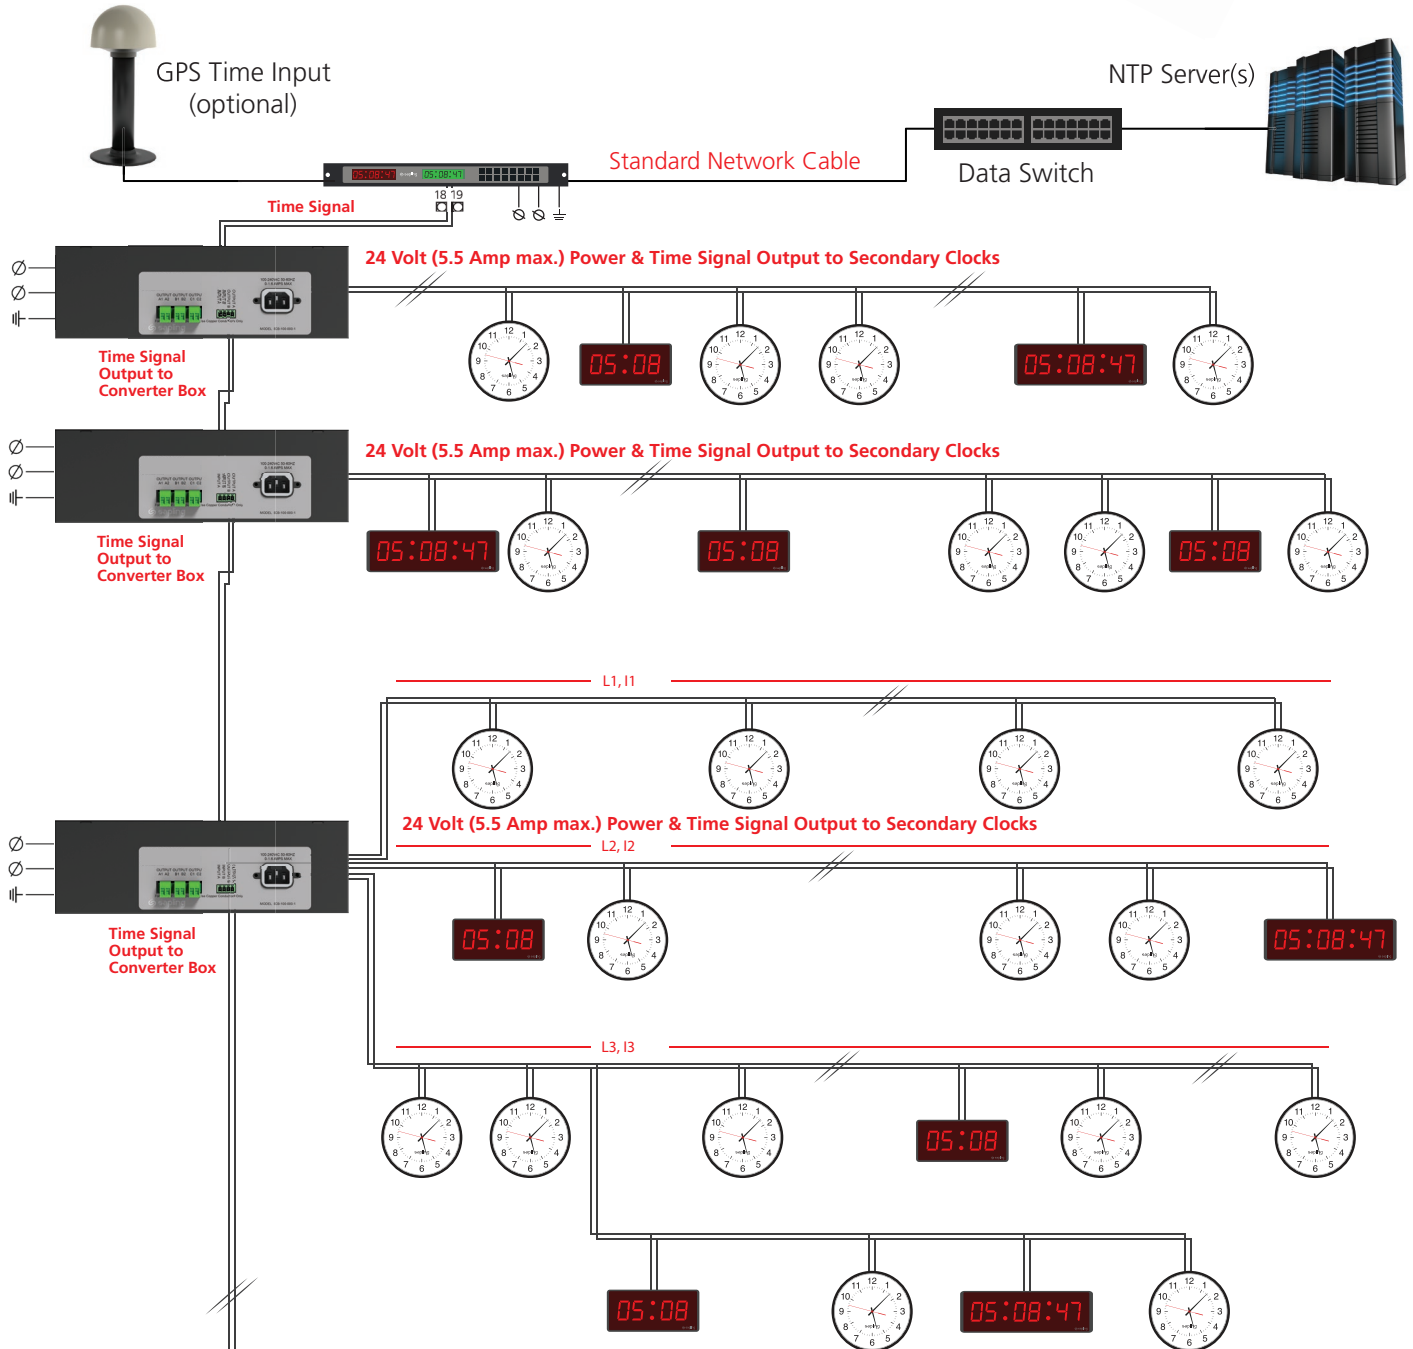 GPS Time Input
(optional)
NTP Server(s)
Standard Network Cable
Data Switch
05:08:47 05:08:47
18 19
Time Signal
24 Volt (5.5 Amp max.) Power & Time Signal Output to Secondary Clocks
05:08
05:08:47
Time Signal
Output to
Converter Box
24 Volt (5.5 Amp max.) Power & Time Signal Output to Secondary Clocks
05:08:47
05:08
05:08
Time Signal
Output to
Converter Box
L1, I1
24 Volt (5.5 Amp max.) Power & Time Signal Output to Secondary Clocks
L2, I2
05:08
05:08:47
Time Signal
Output to
Converter Box
L3, I3
05:08
05:08
05:08:47